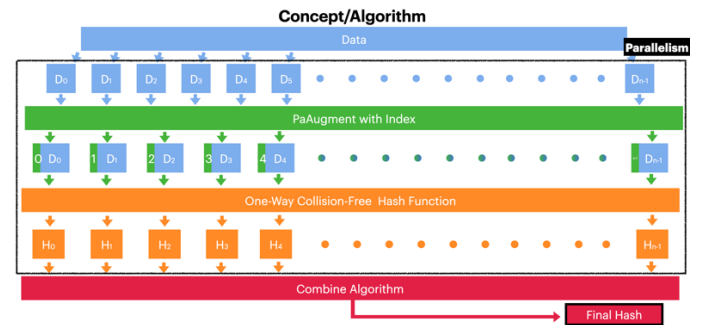 Concept/Algorithm
Data
Parallelism
D0 D1 D2 D3 D4 D5 Dn-1
PaAugment with Index
0 D0 1 D1 2 D2 3 D3 4 D4 Dn-1
One-Way Collision-Free Hash Function
H0 H1 H2 H3 H4 Hn-1
Combine Algorithm
Final Hash